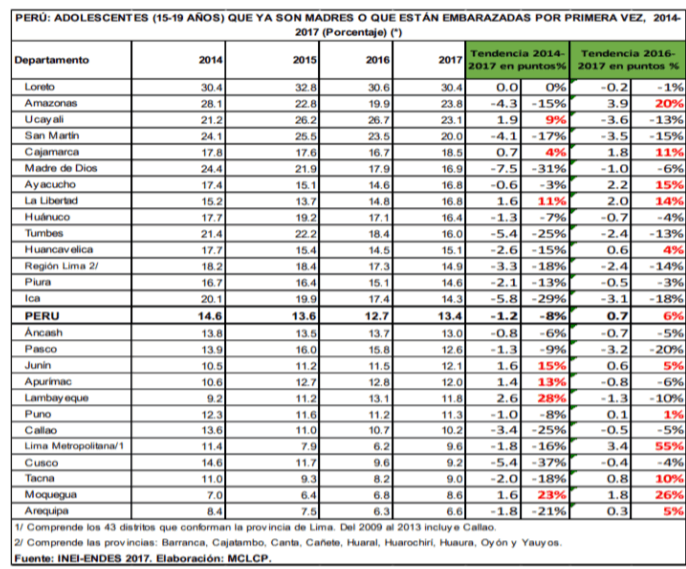 PERÚ: ADOLESCENTES (15-19 AÑOS) QUE YA SON MADRES O QUE ESTÁN EMBARAZADAS POR PRIMERA VEZ, 2014-
2017 (Porcentaje) (*)
Departamento 2014 2015 2016 2017 Tendencia 2014-2017 en puntos% Tendencia 2016-2017 en puntos %
Loreto 30.4 32.8 30.6 30.4 0.0 0% -0.2 -1%
Amazonas 28.1 22.8 19.9 23.8 -4.3 -15% 3.9 20%
Ucayali 21.2 26.2 26.7 23.1 1.9 9% -3.6 -13%
San Martín 24.1 25.5 23.5 20.0 -4.1 -17% -3.5 -15%
Cajamarca 17.8 17.6 16.7 18.5 0.7 4% 1.8 11%
Madre de Dios 24.4 21.9 17.9 16.9 -7.5 -31% -1.0 -6%
Ayacucho 17.4 15.1 14.6 16.8 -0.6 -3% 2.2 15%
La Libertad 15.2 13.7 14.8 16.8 1.6 11% 2.0 14%
Huánuco 17.7 19.2 17.1 16.4 -1.3 -7% -0.7 -4%
Tumbes 21.4 22.2 18.4 16.0 -5.4 -25% -2.4 -13%
Huancavelica 17.7 15.4 14.5 15.1 -2.6 -15% 0.6 4%
Región Lima 2/ 18.2 18.4 17.3 14.9 -3.3 -18% -2.4 -14%
Piura 16.7 16.4 15.1 14.6 -2.1 -13% -0.5 -3%
Ica 20.1 19.9 17.4 14.3 -5.8 -29% -3.1 -18%
PERU 14.6 13.6 12.7 13.4 -1.2 -8% 0.7 6%
Áncash 13.8 13.5 13.7 13.0 -0.8 -6% -0.7 -5%
Pasco 13.9 16.0 15.8 12.6 -1.3 -9% -3.2 -20%
Junín 10.5 11.2 11.5 12.1 1.6 15% 0.6 5%
Apurímac 10.6 12.7 12.8 12.0 1.4 13% -0.8 -6%
Lambayeque 9.2 11.2 13.1 11.8 2.6 28% -1.3 -10%
Puno 12.3 11.6 11.2 11.3 -1.0 -8% 0.1 1%
Callao 13.6 11.0 10.7 10.2 -3.4 -25% -0.5 -5%
Lima Metropolitana/1 11.4 7.9 6.2 9.6 -1.8 -16% 3.4 55%
Cusco 14.6 11.7 9.6 9.2 -5.4 -37% -0.4 -4%
Tacna 11.0 9.3 8.2 9.0 -2.0 -18% 0.8 10%
Moquegua 7.0 6.4 6.8 8.6 1.6 23% 1.8 26%
Arequipa 8.4 7.5 6.3 6.6 -1.8 -21% 0.3 5%
1/ Comprende los 43 distritos que conforman la provincia de Lima. Del 2009 al 2013 incluye Callao.
2/ Comprende las provincias: Barranca, Cajatambo, Canta, Cañete, Huaral, Huarochirí, Huaura, Oyón y Yauyos.
Fuente: INEI-ENDES 2017. Elaboración: MCLCP.